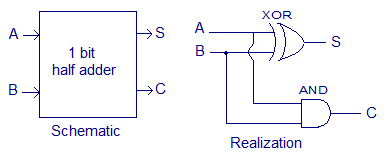 A
S
1 bit
half adder
B
C
Schematic
XOR
A
B
S
AND
C
Realization